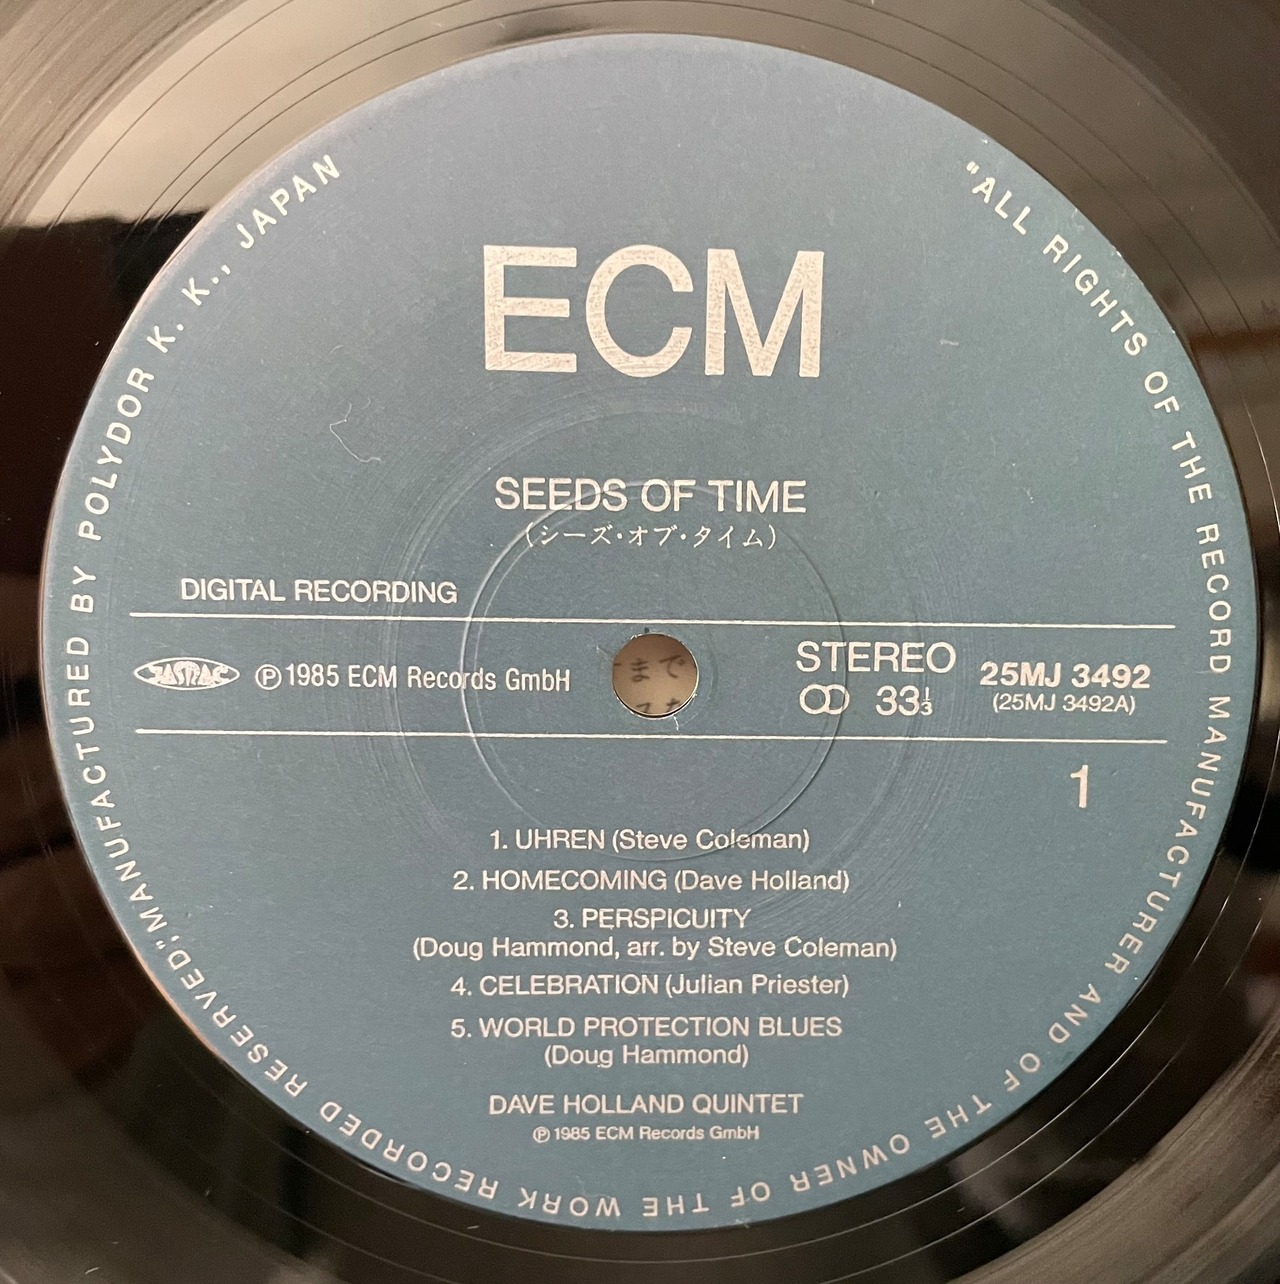 ECM
SEEDS OF TIME
(シーズ・オブ・タイム)
DIGITAL RECORDING
JASRAC
Ⓟ 1985 ECM Records GmbH
STEREO
33⅓
25MJ 3492
(25MJ 3492A)
まで
1
1. UHREN (Steve Coleman)
2. HOMECOMING (Dave Holland)
3. PERSPICUITY
(Doug Hammond, arr. by Steve Coleman)
4. CELEBRATION (Julian Priester)
5. WORLD PROTECTION BLUES
(Doug Hammond)
DAVE HOLLAND QUINTET
Ⓟ 1985 ECM Records GmbH
"ALL RIGHTS OF THE RECORD MANUFACTURER AND OF THE OWNER OF THE WORK RECORDED RESERVED," MANUFACTURED BY POLYDOR K. K., JAPAN